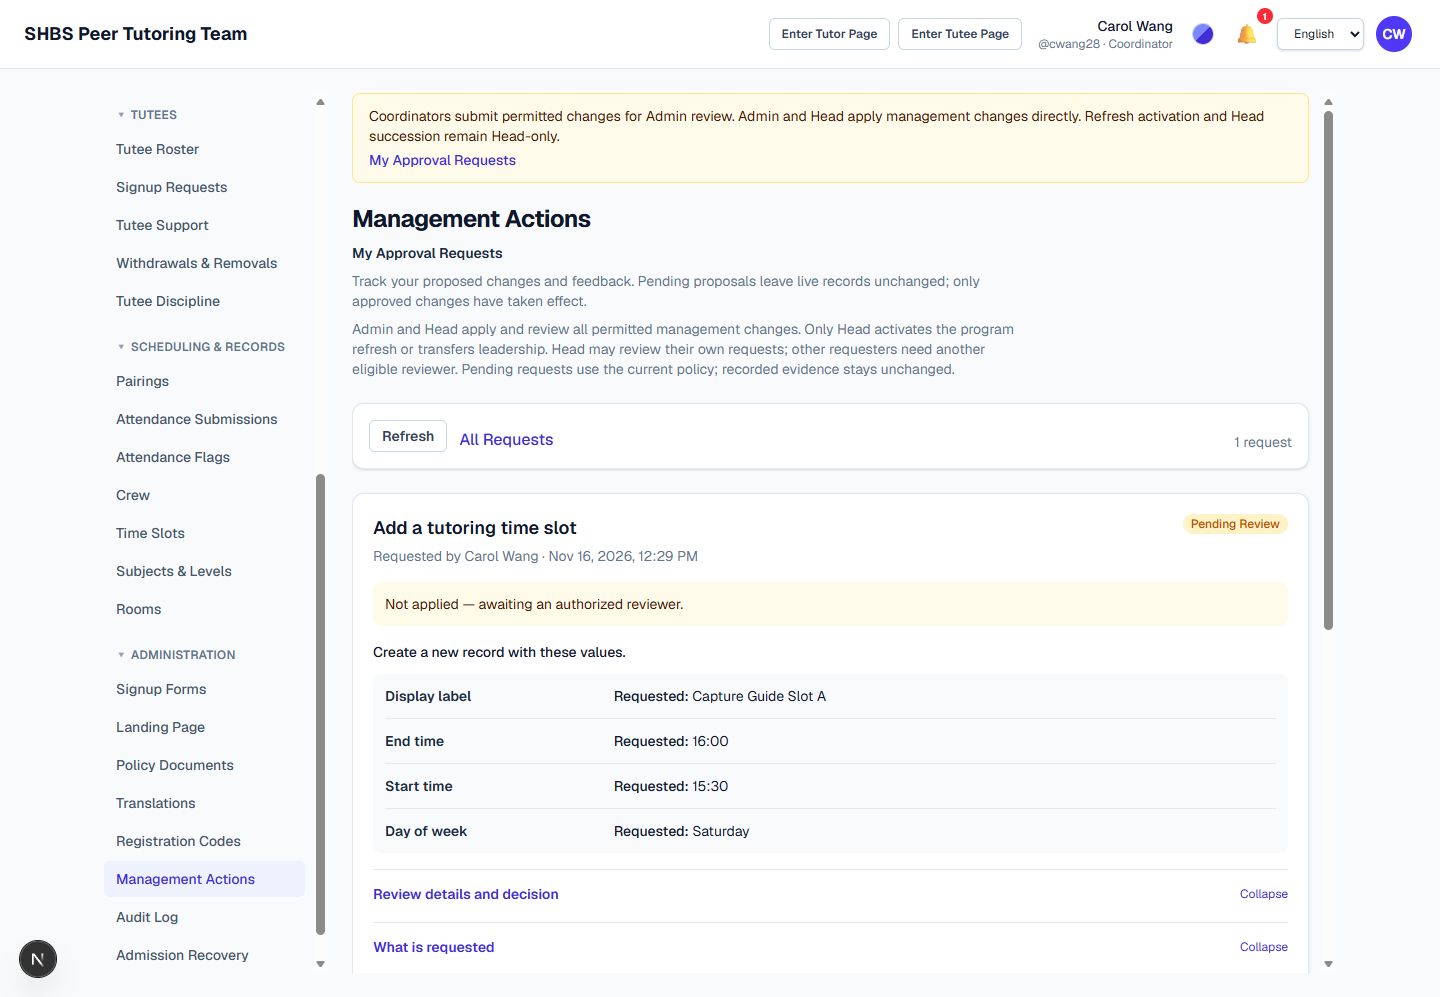 SHBS Peer Tutoring Team
Enter Tutor Page
Enter Tutee Page
Carol Wang
@cwang28 · Coordinator
1
English
CW
TUTEES
Tutee Roster
Signup Requests
Tutee Support
Withdrawals & Removals
Tutee Discipline
SCHEDULING & RECORDS
Pairings
Attendance Submissions
Attendance Flags
Crew
Time Slots
Subjects & Levels
Rooms
ADMINISTRATION
Signup Forms
Landing Page
Policy Documents
Translations
Registration Codes
Management Actions
Audit Log
Admission Recovery
N
Coordinators submit permitted changes for Admin review. Admin and Head apply management changes directly. Refresh activation and Head
succession remain Head-only.
My Approval Requests
Management Actions
My Approval Requests
Track your proposed changes and feedback. Pending proposals leave live records unchanged; only
approved changes have taken effect.
Admin and Head apply and review all permitted management changes. Only Head activates the program
refresh or transfers leadership. Head may review their own requests; other requesters need another
eligible reviewer. Pending requests use the current policy; recorded evidence stays unchanged.
Refresh
All Requests
1 request
Add a tutoring time slot
Pending Review
Requested by Carol Wang · Nov 16, 2026, 12:29 PM
Not applied — awaiting an authorized reviewer.
Create a new record with these values.
Display label
Requested: Capture Guide Slot A
End time
Requested: 16:00
Start time
Requested: 15:30
Day of week
Requested: Saturday
Review details and decision
Collapse
What is requested
Collapse